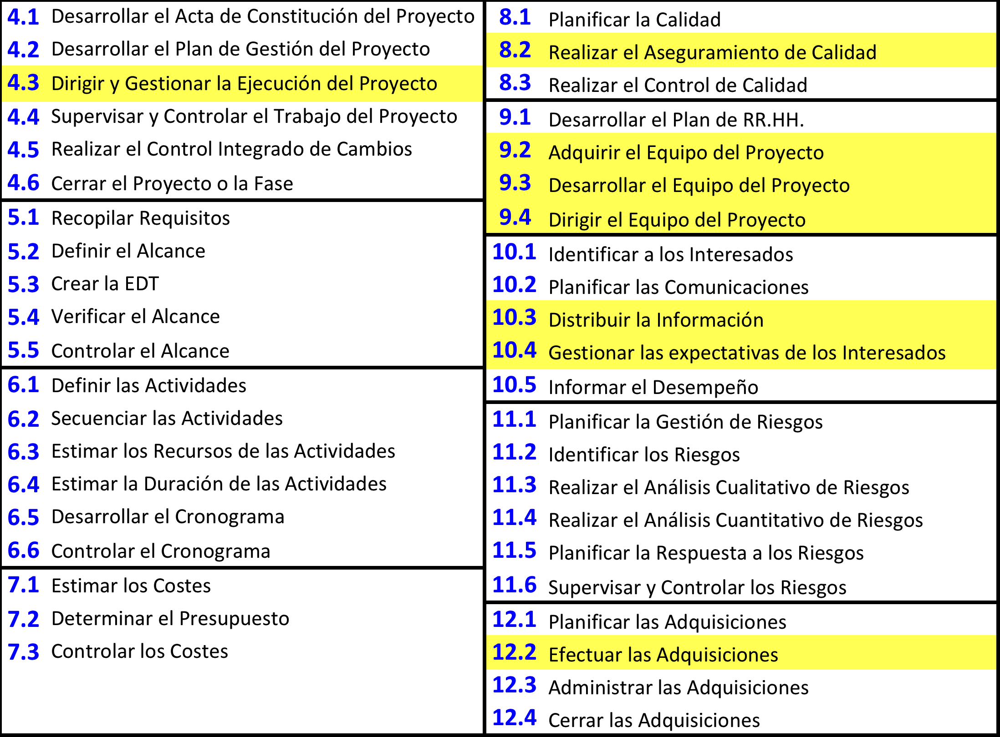 4.1 Desarrollar el Acta de Constitución del Proyecto
4.2 Desarrollar el Plan de Gestión del Proyecto
4.3 Dirigir y Gestionar la Ejecución del Proyecto
4.4 Supervisar y Controlar el Trabajo del Proyecto
4.5 Realizar el Control Integrado de Cambios
4.6 Cerrar el Proyecto o la Fase
5.1 Recopilar Requisitos
5.2 Definir el Alcance
5.3 Crear la EDT
5.4 Verificar el Alcance
5.5 Controlar el Alcance
6.1 Definir las Actividades
6.2 Secuenciar las Actividades
6.3 Estimar los Recursos de las Actividades
6.4 Estimar la Duración de las Actividades
6.5 Desarrollar el Cronograma
6.6 Controlar el Cronograma
7.1 Estimar los Costes
7.2 Determinar el Presupuesto
7.3 Controlar los Costes
8.1 Planificar la Calidad
8.2 Realizar el Aseguramiento de Calidad
8.3 Realizar el Control de Calidad
9.1 Desarrollar el Plan de RR.HH.
9.2 Adquirir el Equipo del Proyecto
9.3 Desarrollar el Equipo del Proyecto
9.4 Dirigir el Equipo del Proyecto
10.1 Identificar a los Interesados
10.2 Planificar las Comunicaciones
10.3 Distribuir la Información
10.4 Gestionar las expectativas de los Interesados
10.5 Informar el Desempeño
11.1 Planificar la Gestión de Riesgos
11.2 Identificar los Riesgos
11.3 Realizar el Análisis Cualitativo de Riesgos
11.4 Realizar el Análisis Cuantitativo de Riesgos
11.5 Planificar la Respuesta a los Riesgos
11.6 Supervisar y Controlar los Riesgos
12.1 Planificar las Adquisiciones
12.2 Efectuar las Adquisiciones
12.3 Administrar las Adquisiciones
12.4 Cerrar las Adquisiciones